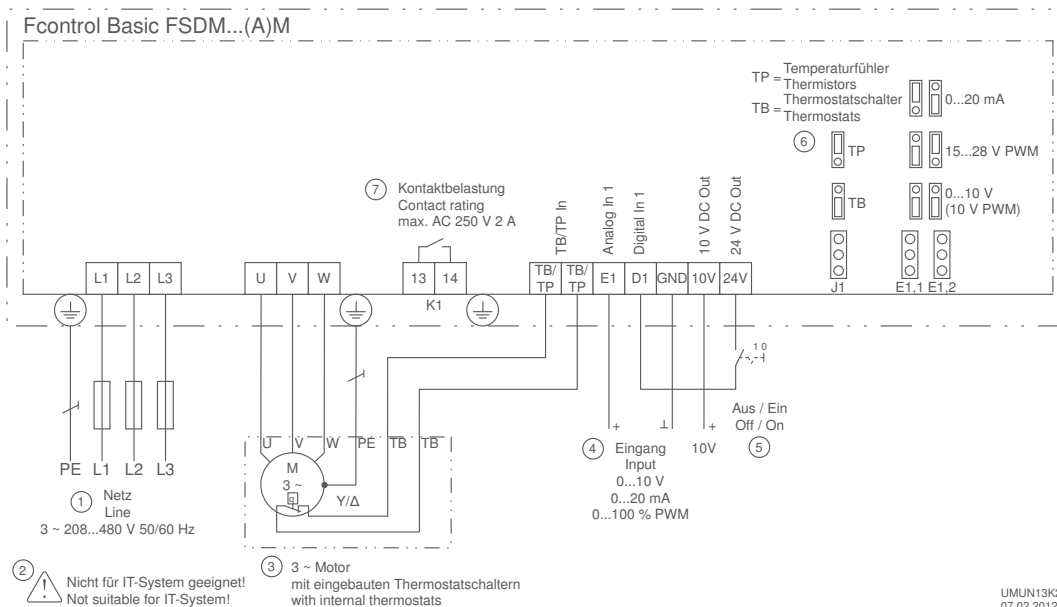 Fcontrol Basic FSDM...(A)M
TP = Temperaturfühler
Thermistors
TB = Thermostatschalter
Thermostats
0...20 mA
6
TP
15...28 V PWM
TB
0...10 V
(10 V PWM)
J1
E1,1 E1,2
7 Kontaktbelastung
Contact rating
max. AC 250 V 2 A
TB/TP In
Analog In 1
Digital In 1
10 V DC Out
24 V DC Out
L1 L2 L3
U V W
13 14
K1
TB/TP TB/TP E1 D1 GND 10V 24V
1 0
Aus / Ein
Off / On
5
+ ⊥ +
4 Eingang
Input
0...10 V
0...20 mA
0...100 % PWM
10V
U V W PE TB TB
M
3 ~
Y/Δ
PE L1 L2 L3
1 Netz
Line
3 ~ 208...480 V 50/60 Hz
2 Nicht für IT-System geeignet!
Not suitable for IT-System!
3 3 ~ Motor
mit eingebauten Thermostatschaltern
with internal thermostats